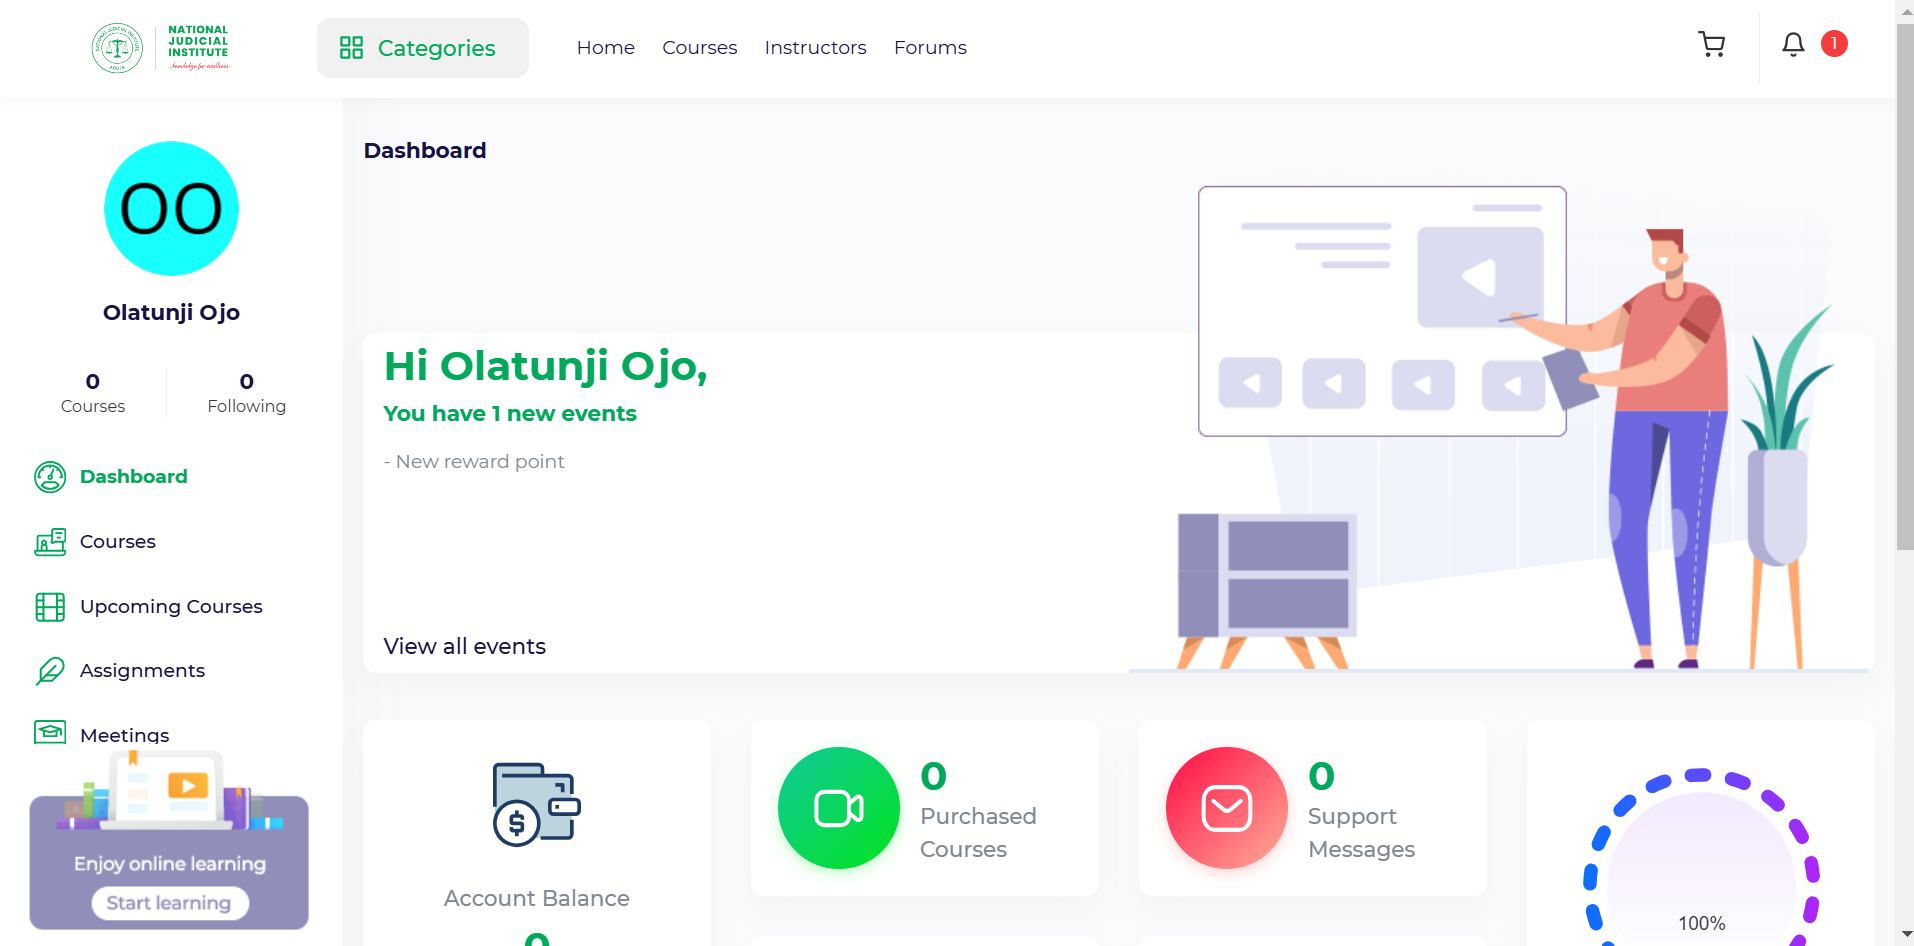 NATIONAL
JUDICIAL
INSTITUTE
...knowledge for excellence
Categories
Home
Courses
Instructors
Forums
1
OO
Olatunji Ojo
0
Courses
0
Following
Dashboard
Courses
Upcoming Courses
Assignments
Meetings
Enjoy online learning
Start learning
Dashboard
Hi Olatunji Ojo,
You have 1 new events
- New reward point
View all events
Account Balance
0
0
Purchased
Courses
0
Support
Messages
100%